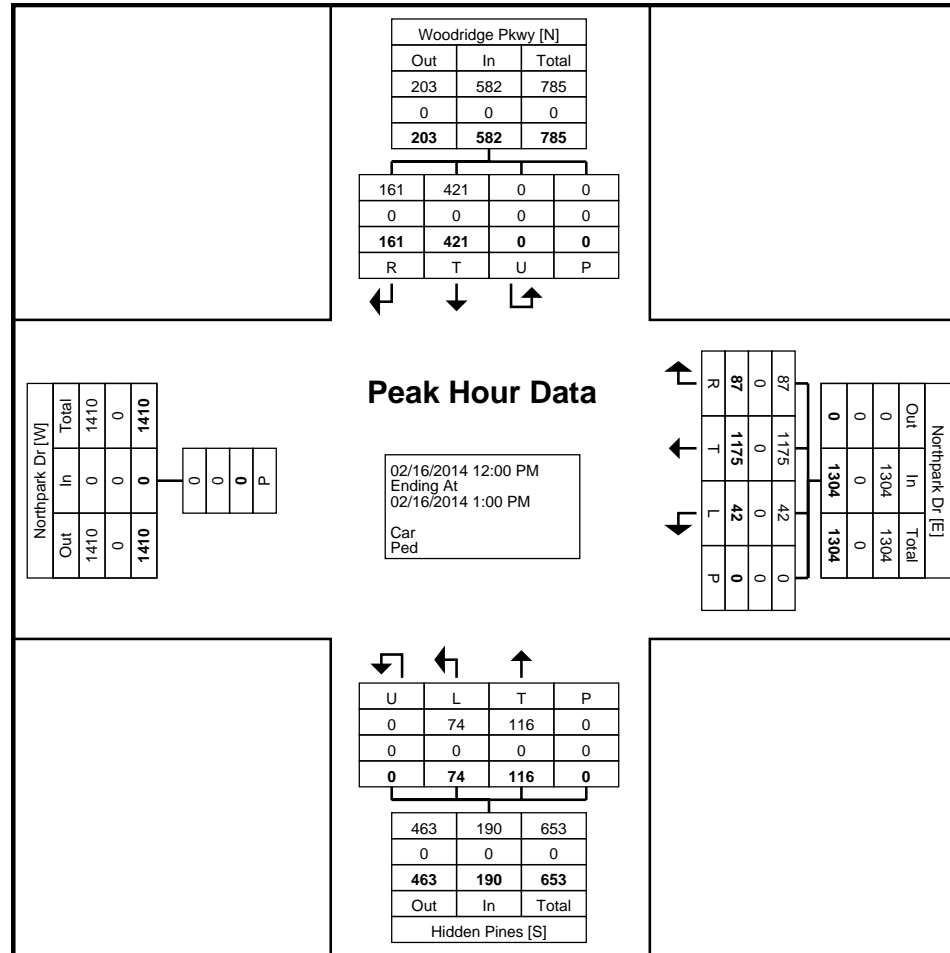 Woodridge Pkwy [N]
Out In Total
203 582 785
0 0 0
203 582 785
161 421 0 0
0 0 0 0
161 421 0 0
R T U P
Peak Hour Data
02/16/2014 12:00 PM
Ending At
02/16/2014 1:00 PM
Car
Ped
Northpark Dr [W]
Out In Total
1410 0 1410
0 0 0
1410 0 1410
0
0
0
P
Northpark Dr [E]
Out In Total
0 1304 1304
0 0 0
0 1304 1304
87 1175 42 0
0 0 0 0
87 1175 42 0
R T L P
U L T P
0 74 116 0
0 0 0 0
0 74 116 0
463 190 653
0 0 0
463 190 653
Out In Total
Hidden Pines [S]